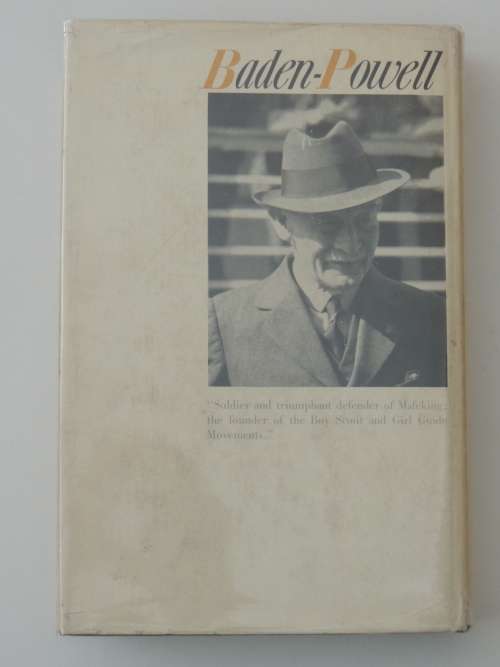 Baden-Powell
"Soldier and triumphant defender of Mafeking;
the founder of the Boy Scout and Girl Guide
Movements..."